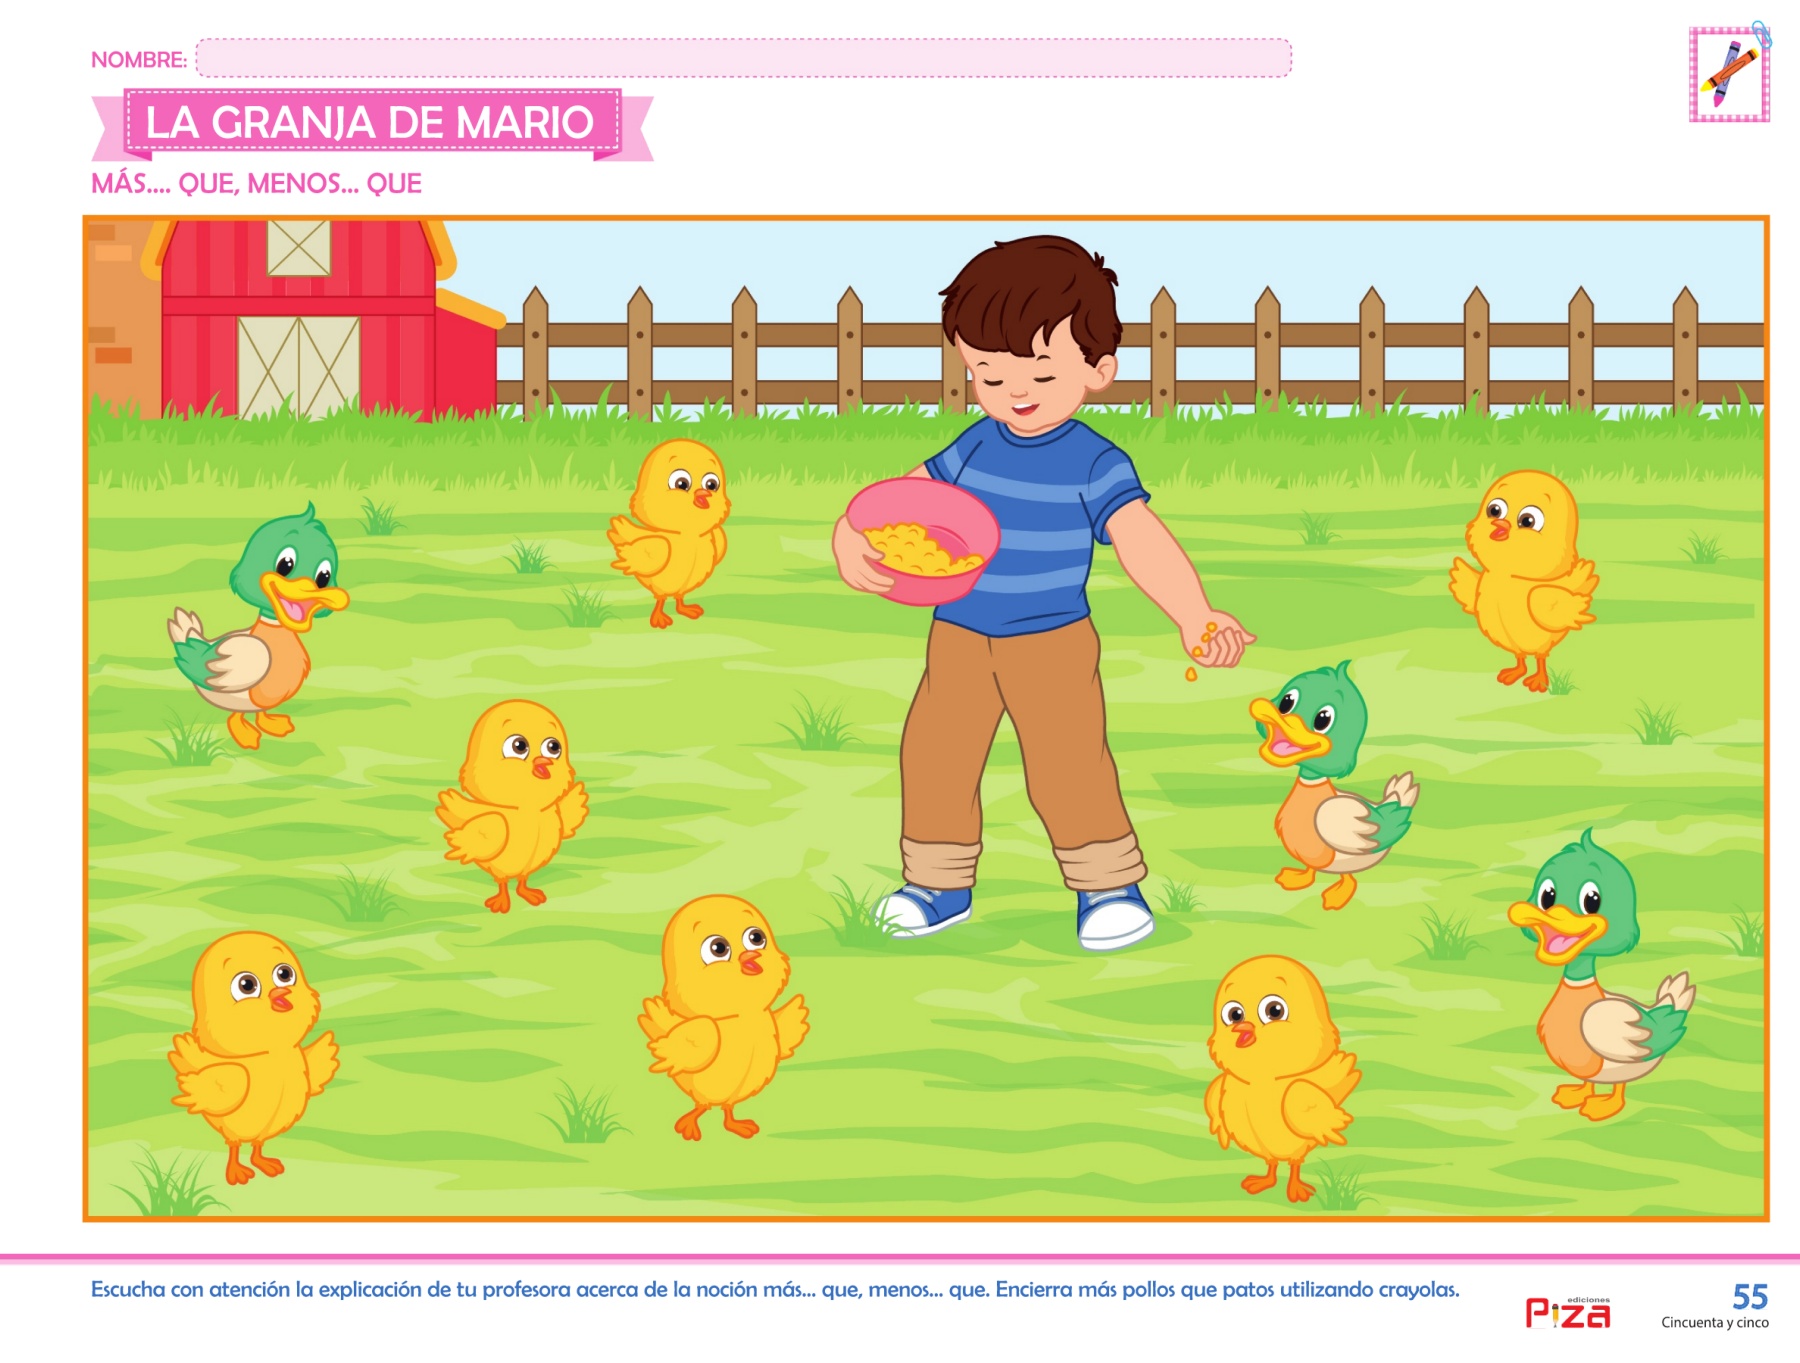 NOMBRE:
LA GRANJA DE MARIO
MÁS.... QUE, MENOS... QUE
Escucha con atención la explicación de tu profesora acerca de la noción más... que, menos... que. Encierra más pollos que patos utilizando crayolas.
ediciones
Piza
55
Cincuenta y cinco